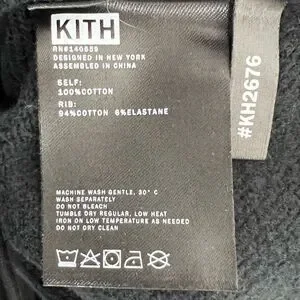 KITH
RN#140659
DESIGNED IN NEW YORK
ASSEMBLED IN CHINA
SELF:
100%COTTON
RIB:
94%COTTON 6%ELASTANE
MACHINE WASH GENTLE, 30° C
WASH SEPARATELY
DO NOT BLEACH
TUMBLE DRY REGULAR, LOW HEAT
IRON ON LOW TEMPERATURE AS NEEDED
DO NOT DRY CLEAN
#KH2676